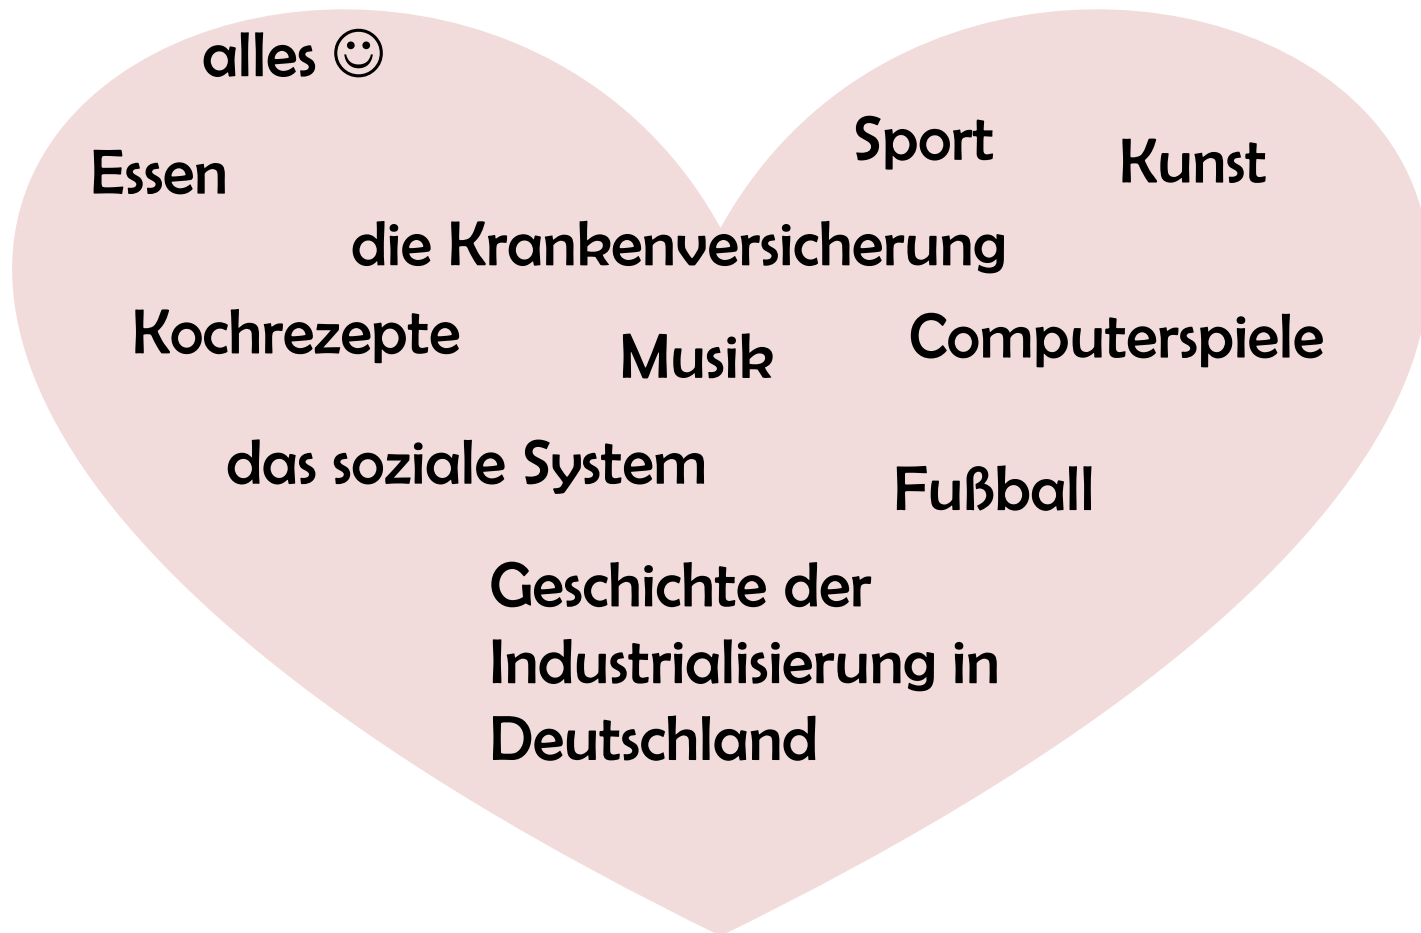 alles ☺
Sport
Kunst
Essen
die Krankenversicherung
Kochrezepte
Musik
Computerspiele
das soziale System
Fußball
Geschichte der
Industrialisierung in
Deutschland